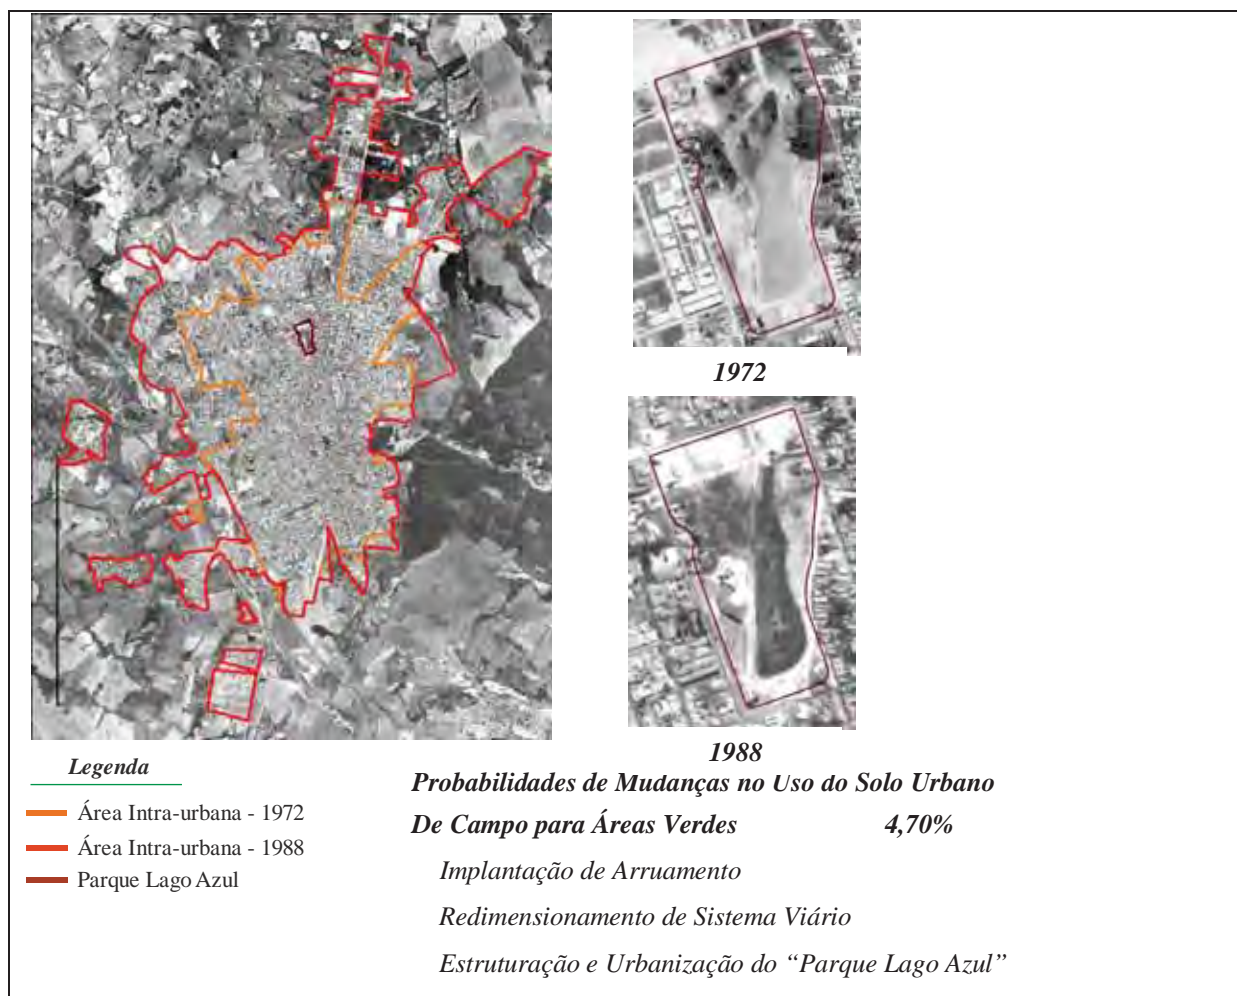 1972
1988
Legenda
Área Intra-urbana - 1972
Área Intra-urbana - 1988
Parque Lago Azul
Probabilidades de Mudanças no Uso do Solo Urbano
De Campo para Áreas Verdes 4,70%
Implantação de Arruamento
Redimensionamento de Sistema Viário
Estruturação e Urbanização do “Parque Lago Azul”